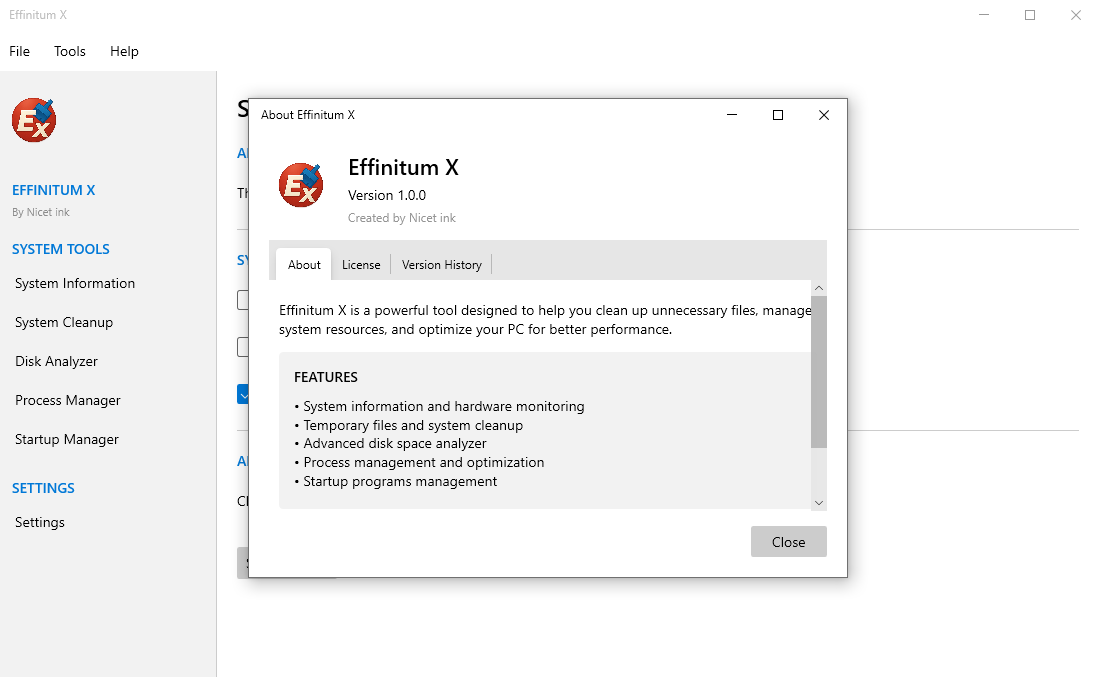 Effinitum X
File Tools Help
Ex
EFFINITUM X
By Nicet ink
SYSTEM TOOLS
System Information
System Cleanup
Disk Analyzer
Process Manager
Startup Manager
SETTINGS
Settings
About Effinitum X
Ex
Effinitum X
Version 1.0.0
Created by Nicet ink
About License Version History
Effinitum X is a powerful tool designed to help you clean up unnecessary files, manage
system resources, and optimize your PC for better performance.
FEATURES
• System information and hardware monitoring
• Temporary files and system cleanup
• Advanced disk space analyzer
• Process management and optimization
• Startup programs management
Close